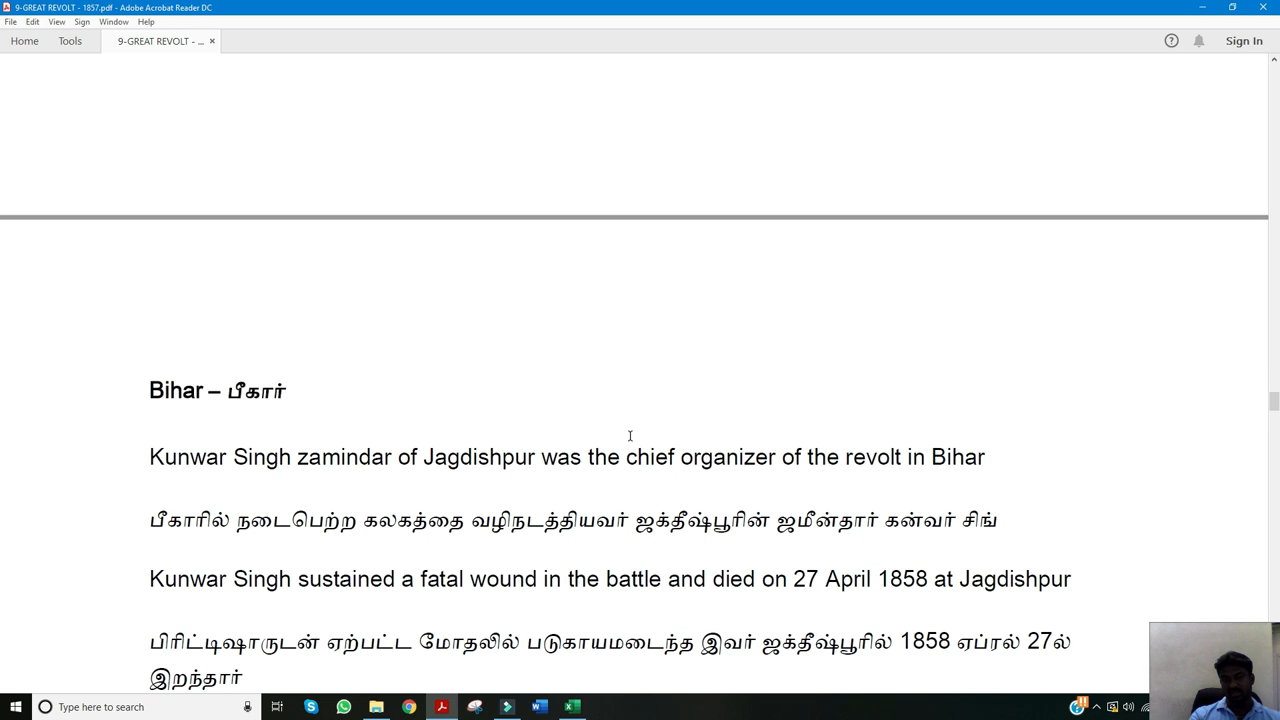 9-GREAT REVOLT - 1857.pdf - Adobe Acrobat Reader DC
File Edit View Sign Window Help
Home Tools 9-GREAT REVOLT - ... × Sign In
Bihar – பீகார்
Kunwar Singh zamindar of Jagdishpur was the chief organizer of the revolt in Bihar
பீகாரில் நடைபெற்ற கலகத்தை வழிநடத்தியவர் ஜக்தீஷ்பூரின் ஜமீன்தார் கன்வர் சிங்
Kunwar Singh sustained a fatal wound in the battle and died on 27 April 1858 at Jagdishpur
பிரிட்டிஷாருடன் ஏற்பட்ட மோதலில் படுகாயமடைந்த இவர் ஜக்தீஷ்பூரில் 1858 ஏப்ரல் 27ல்
இறந்தார்
Type here to search